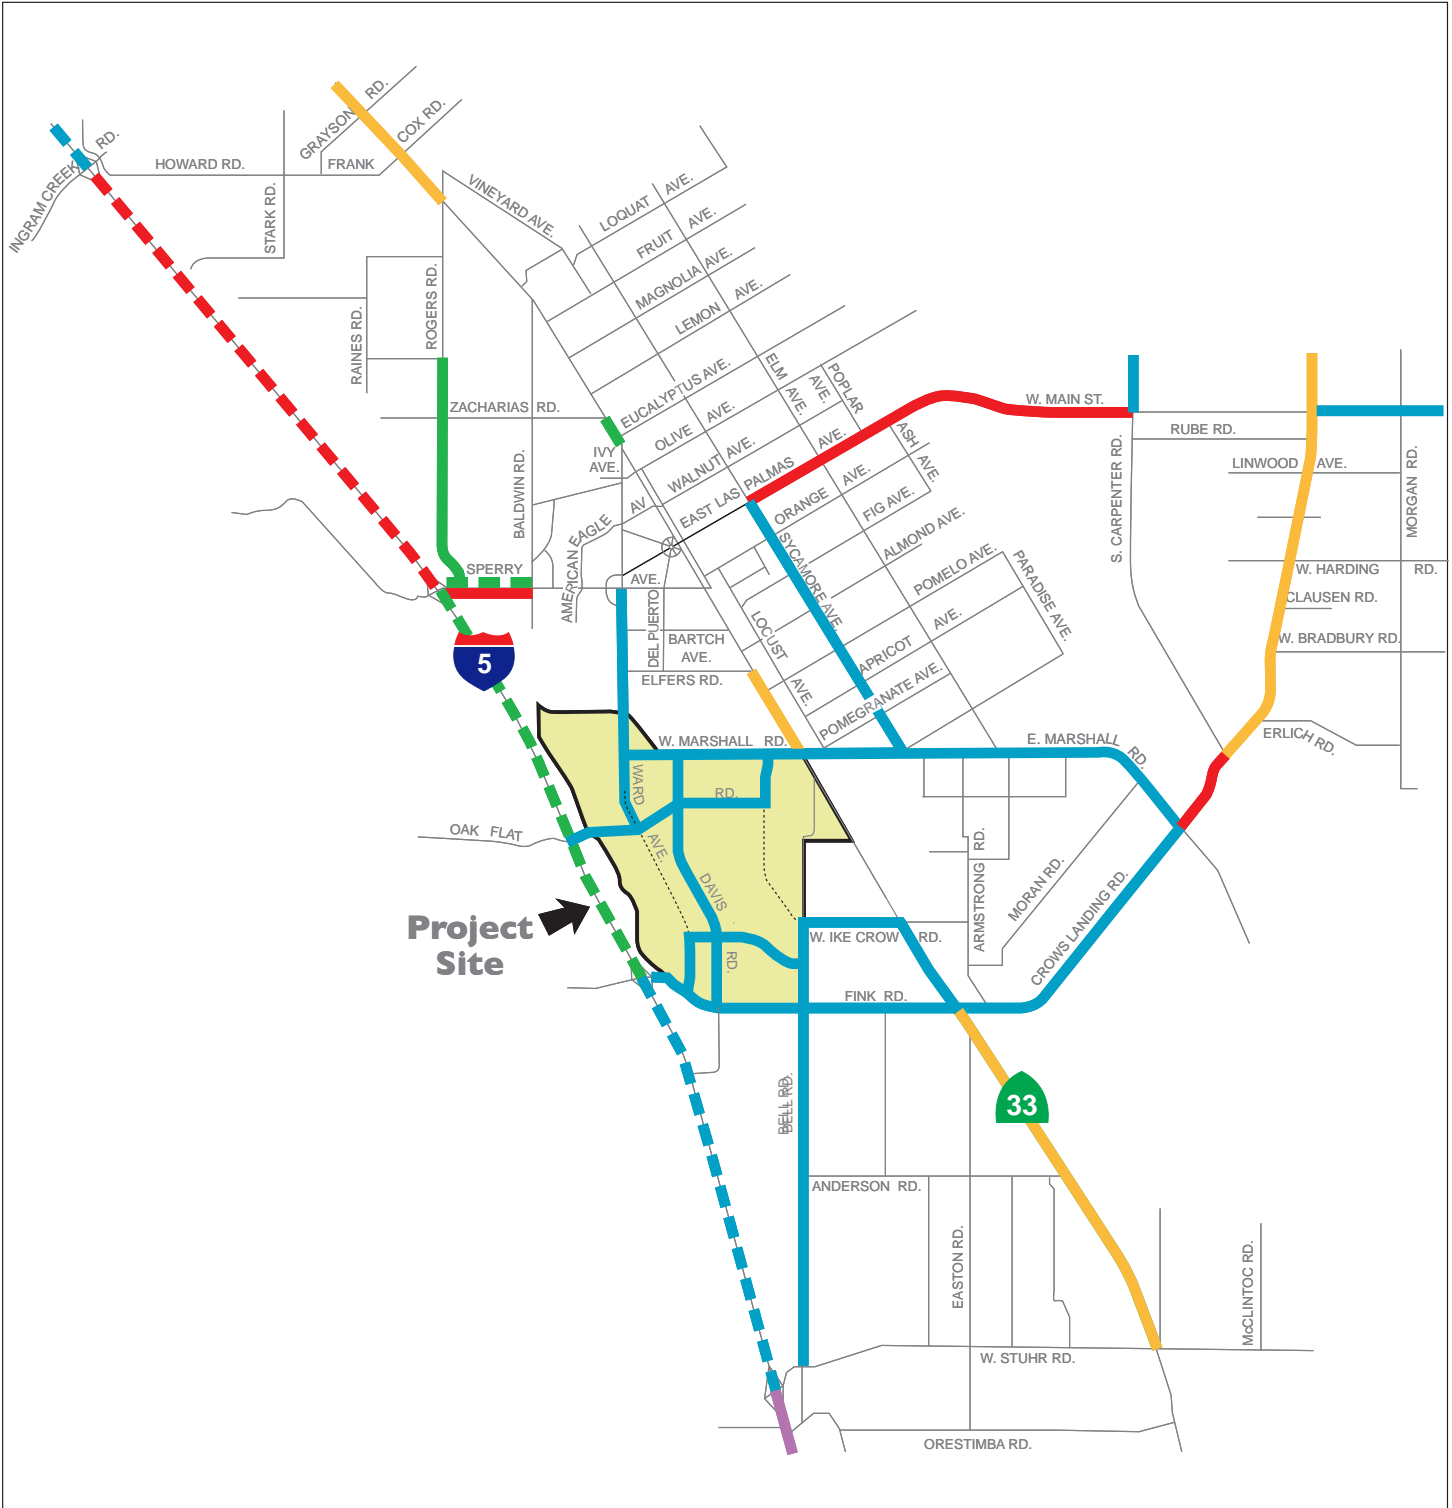 GRAYSON RD.
COX RD.
INGRAM CREEK RD.
HOWARD RD.
FRANK
STARK RD.
VINEYARD AVE.
LOQUAT AVE.
FRUIT AVE.
MAGNOLIA AVE.
LEMON AVE.
RAINES RD.
ROGERS RD.
EUCALYPTUS AVE.
ELM AVE.
POPLAR AVE.
ZACHARIAS RD.
W. MAIN ST.
RUBE RD.
LINWOOD AVE.
OLIVE AVE.
IVY
AVE.
WALNUT AVE.
EAST LAS PALMAS AVE.
ASH AVE.
ORANGE AVE.
FIG AVE.
BALDWIN RD.
S. CARPENTER RD.
MORGAN RD.
AMERICAN EAGLE AV
ALMOND AVE.
SYCAMORE AVE.
POMELO AVE.
PARADISE AVE.
SPERRY AVE.
W. HARDING RD.
CLAUSEN RD.
W. BRADBURY RD.
DEL PUERTO
BARTCH
AVE.
LOCUST AVE.
APRICOT AVE.
ELFERS RD.
POMEGRANATE AVE.
5
W. MARSHALL RD.
E. MARSHALL RD.
ERLICH RD.
WARD AVE.
RD.
OAK FLAT
DAVIS RD.
ARMSTRONG RD.
MORAN RD.
CROWS LANDING RD.
Project
Site
W. IKE CROW RD.
FINK RD.
BELL RD.
BELL RD.
33
ANDERSON RD.
EASTON RD.
McCLINTOC RD.
W. STUHR RD.
ORESTIMBA RD.